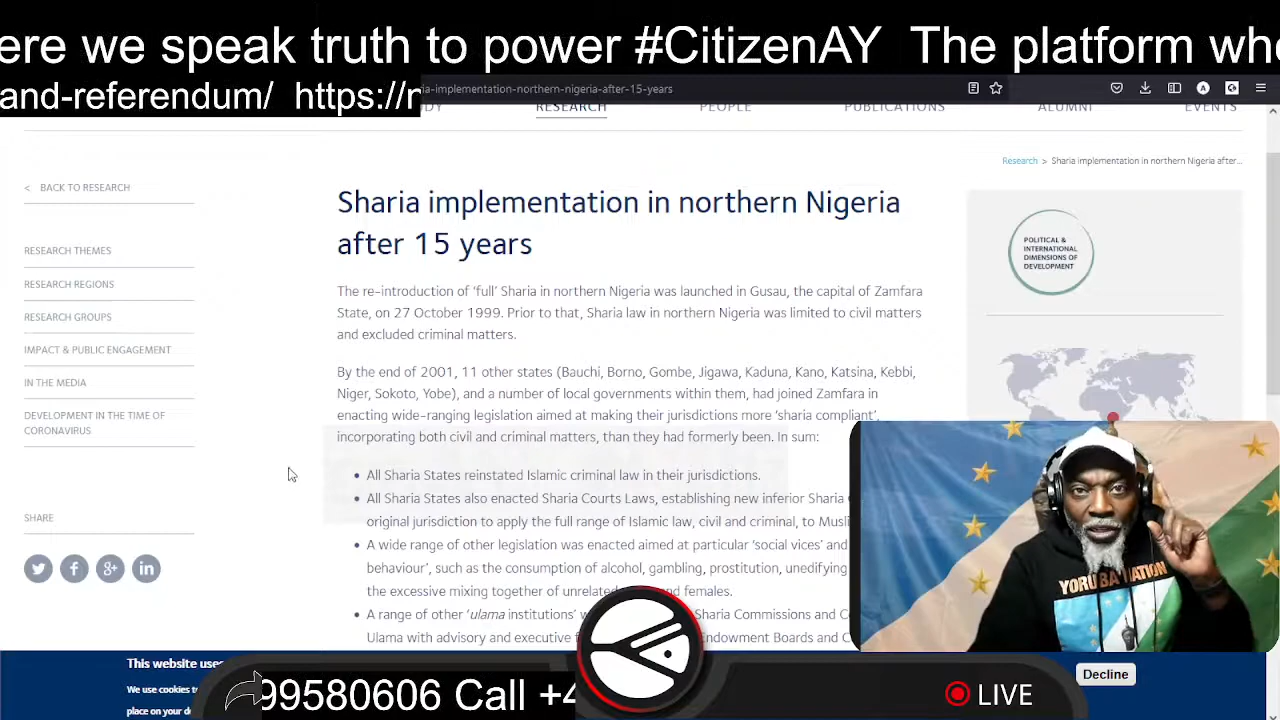 ere we speak truth to power #CitizenAY The platform whe
and-referendum/ https://n
ia-implementation-northern-nigeria-after-15-years
RESEARCH
PEOPLE
PUBLICATIONS
ALUMNI
EVENTS
Research > Sharia implementation in northern Nigeria after...
< BACK TO RESEARCH
RESEARCH THEMES
RESEARCH REGIONS
RESEARCH GROUPS
IMPACT & PUBLIC ENGAGEMENT
IN THE MEDIA
DEVELOPMENT IN THE TIME OF
CORONAVIRUS
SHARE
Sharia implementation in northern Nigeria
after 15 years
The re-introduction of 'full' Sharia in northern Nigeria was launched in Gusau, the capital of Zamfara
State, on 27 October 1999. Prior to that, Sharia law in northern Nigeria was limited to civil matters
and excluded criminal matters.
By the end of 2001, 11 other states (Bauchi, Borno, Gombe, Jigawa, Kaduna, Kano, Katsina, Kebbi,
Niger, Sokoto, Yobe), and a number of local governments within them, had joined Zamfara in
enacting wide-ranging legislation aimed at making their jurisdictions more 'sharia compliant',
incorporating both civil and criminal matters, than they had formerly been. In sum:
• All Sharia States reinstated Islamic criminal law in their jurisdictions.
• All Sharia States also enacted Sharia Courts Laws, establishing new inferior Sharia
original jurisdiction to apply the full range of Islamic law, civil and criminal, to
• A wide range of other legislation was enacted aimed at particular 'social vices' and
behaviour', such as the consumption of alcohol, gambling, prostitution, unedifying
the excessive mixing together of unrelated and females.
• A range of other 'ulama institutions' Sharia Commissions and
Ulama with advisory and executive Endowment Boards and
POLITICAL &
INTERNATIONAL
DIMENSIONS OF
DEVELOPMENT
YORUBA NATION
This website uses
We use cookies to
place on your de
Decline
99580606 Call +4
LIVE